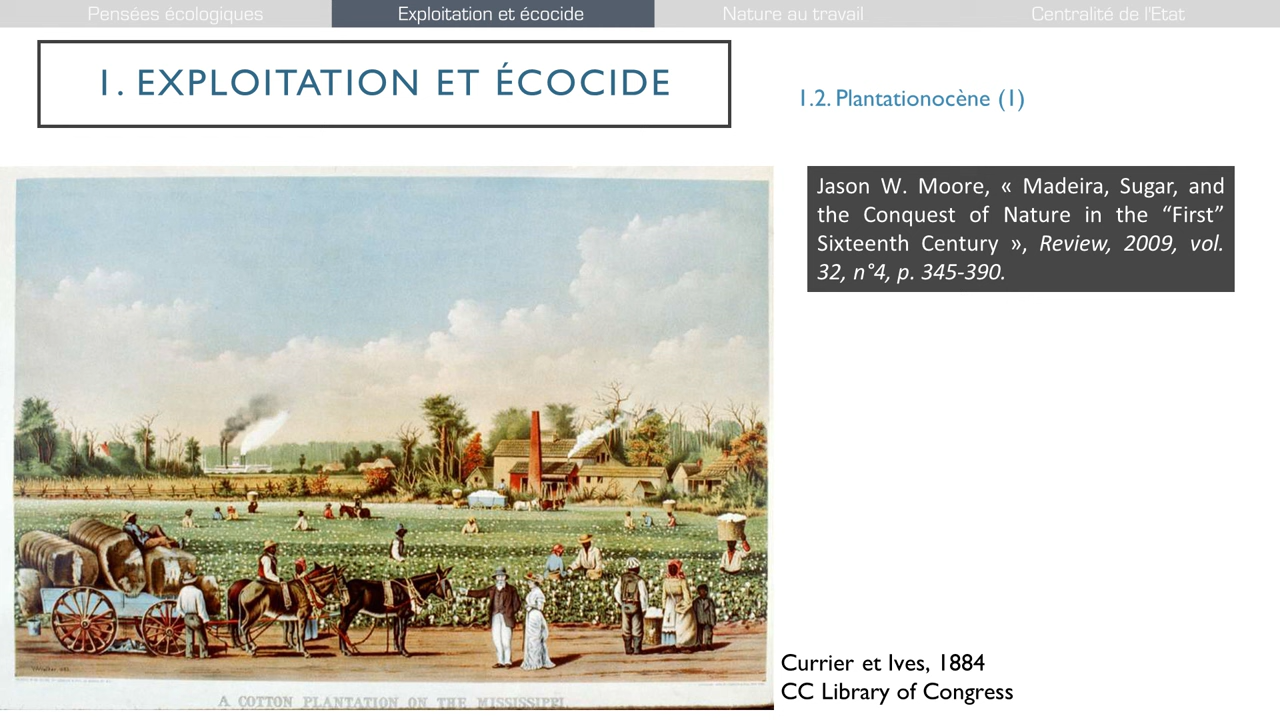 Pensées écologiques
Exploitation et écocide
Nature au travail
Centralité de l'Etat
1. EXPLOITATION ET ÉCOCIDE
1.2. Plantationocène (1)
Jason W. Moore, « Madeira, Sugar, and
the Conquest of Nature in the “First”
Sixteenth Century », Review, 2009, vol.
32, n°4, p. 345-390.
Currier et Ives, 1884
CC Library of Congress
A COTTON PLANTATION ON THE MISSISSIPPI.